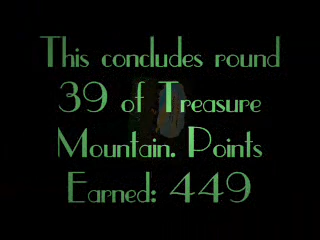 This concludes round
39 of Treasure
Mountain. Points
Earned: 449